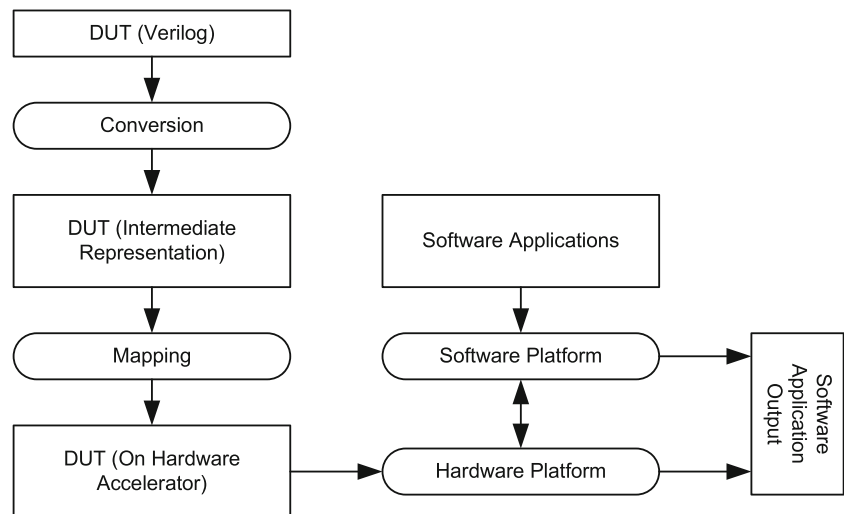 DUT (Verilog)
Conversion
DUT (Intermediate
Representation)
Software Applications
Mapping
Software Platform
Software
Application
Output
DUT (On Hardware
Accelerator)
Hardware Platform